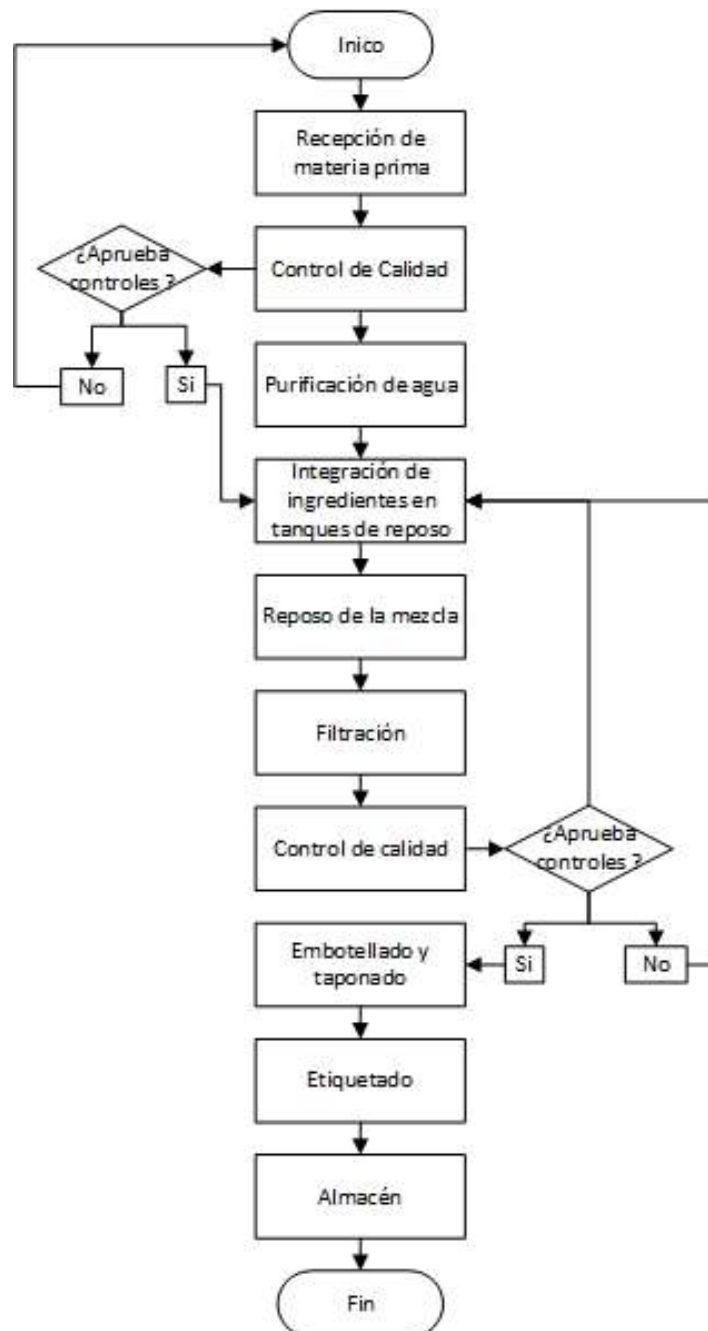 Inico
Recepción de
materia prima
¿Aprueba
controles ?
Control de Calidad
No
Si
Purificación de agua
Integración de
ingredientes en
tanques de reposo
Reposo de la mezcla
Filtración
Control de calidad
¿Aprueba
controles ?
Embotellado y
taponado
Si
No
Etiquetado
Almacén
Fin